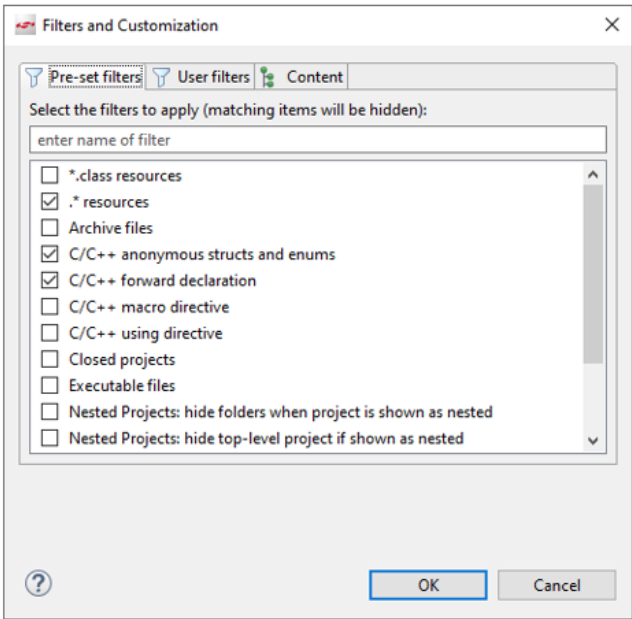 Filters and Customization
Pre-set filters User filters Content
Select the filters to apply (matching items will be hidden):
enter name of filter
*.class resources
.* resources
Archive files
C/C++ anonymous structs and enums
C/C++ forward declaration
C/C++ macro directive
C/C++ using directive
Closed projects
Executable files
Nested Projects: hide folders when project is shown as nested
Nested Projects: hide top-level project if shown as nested
?
OK Cancel